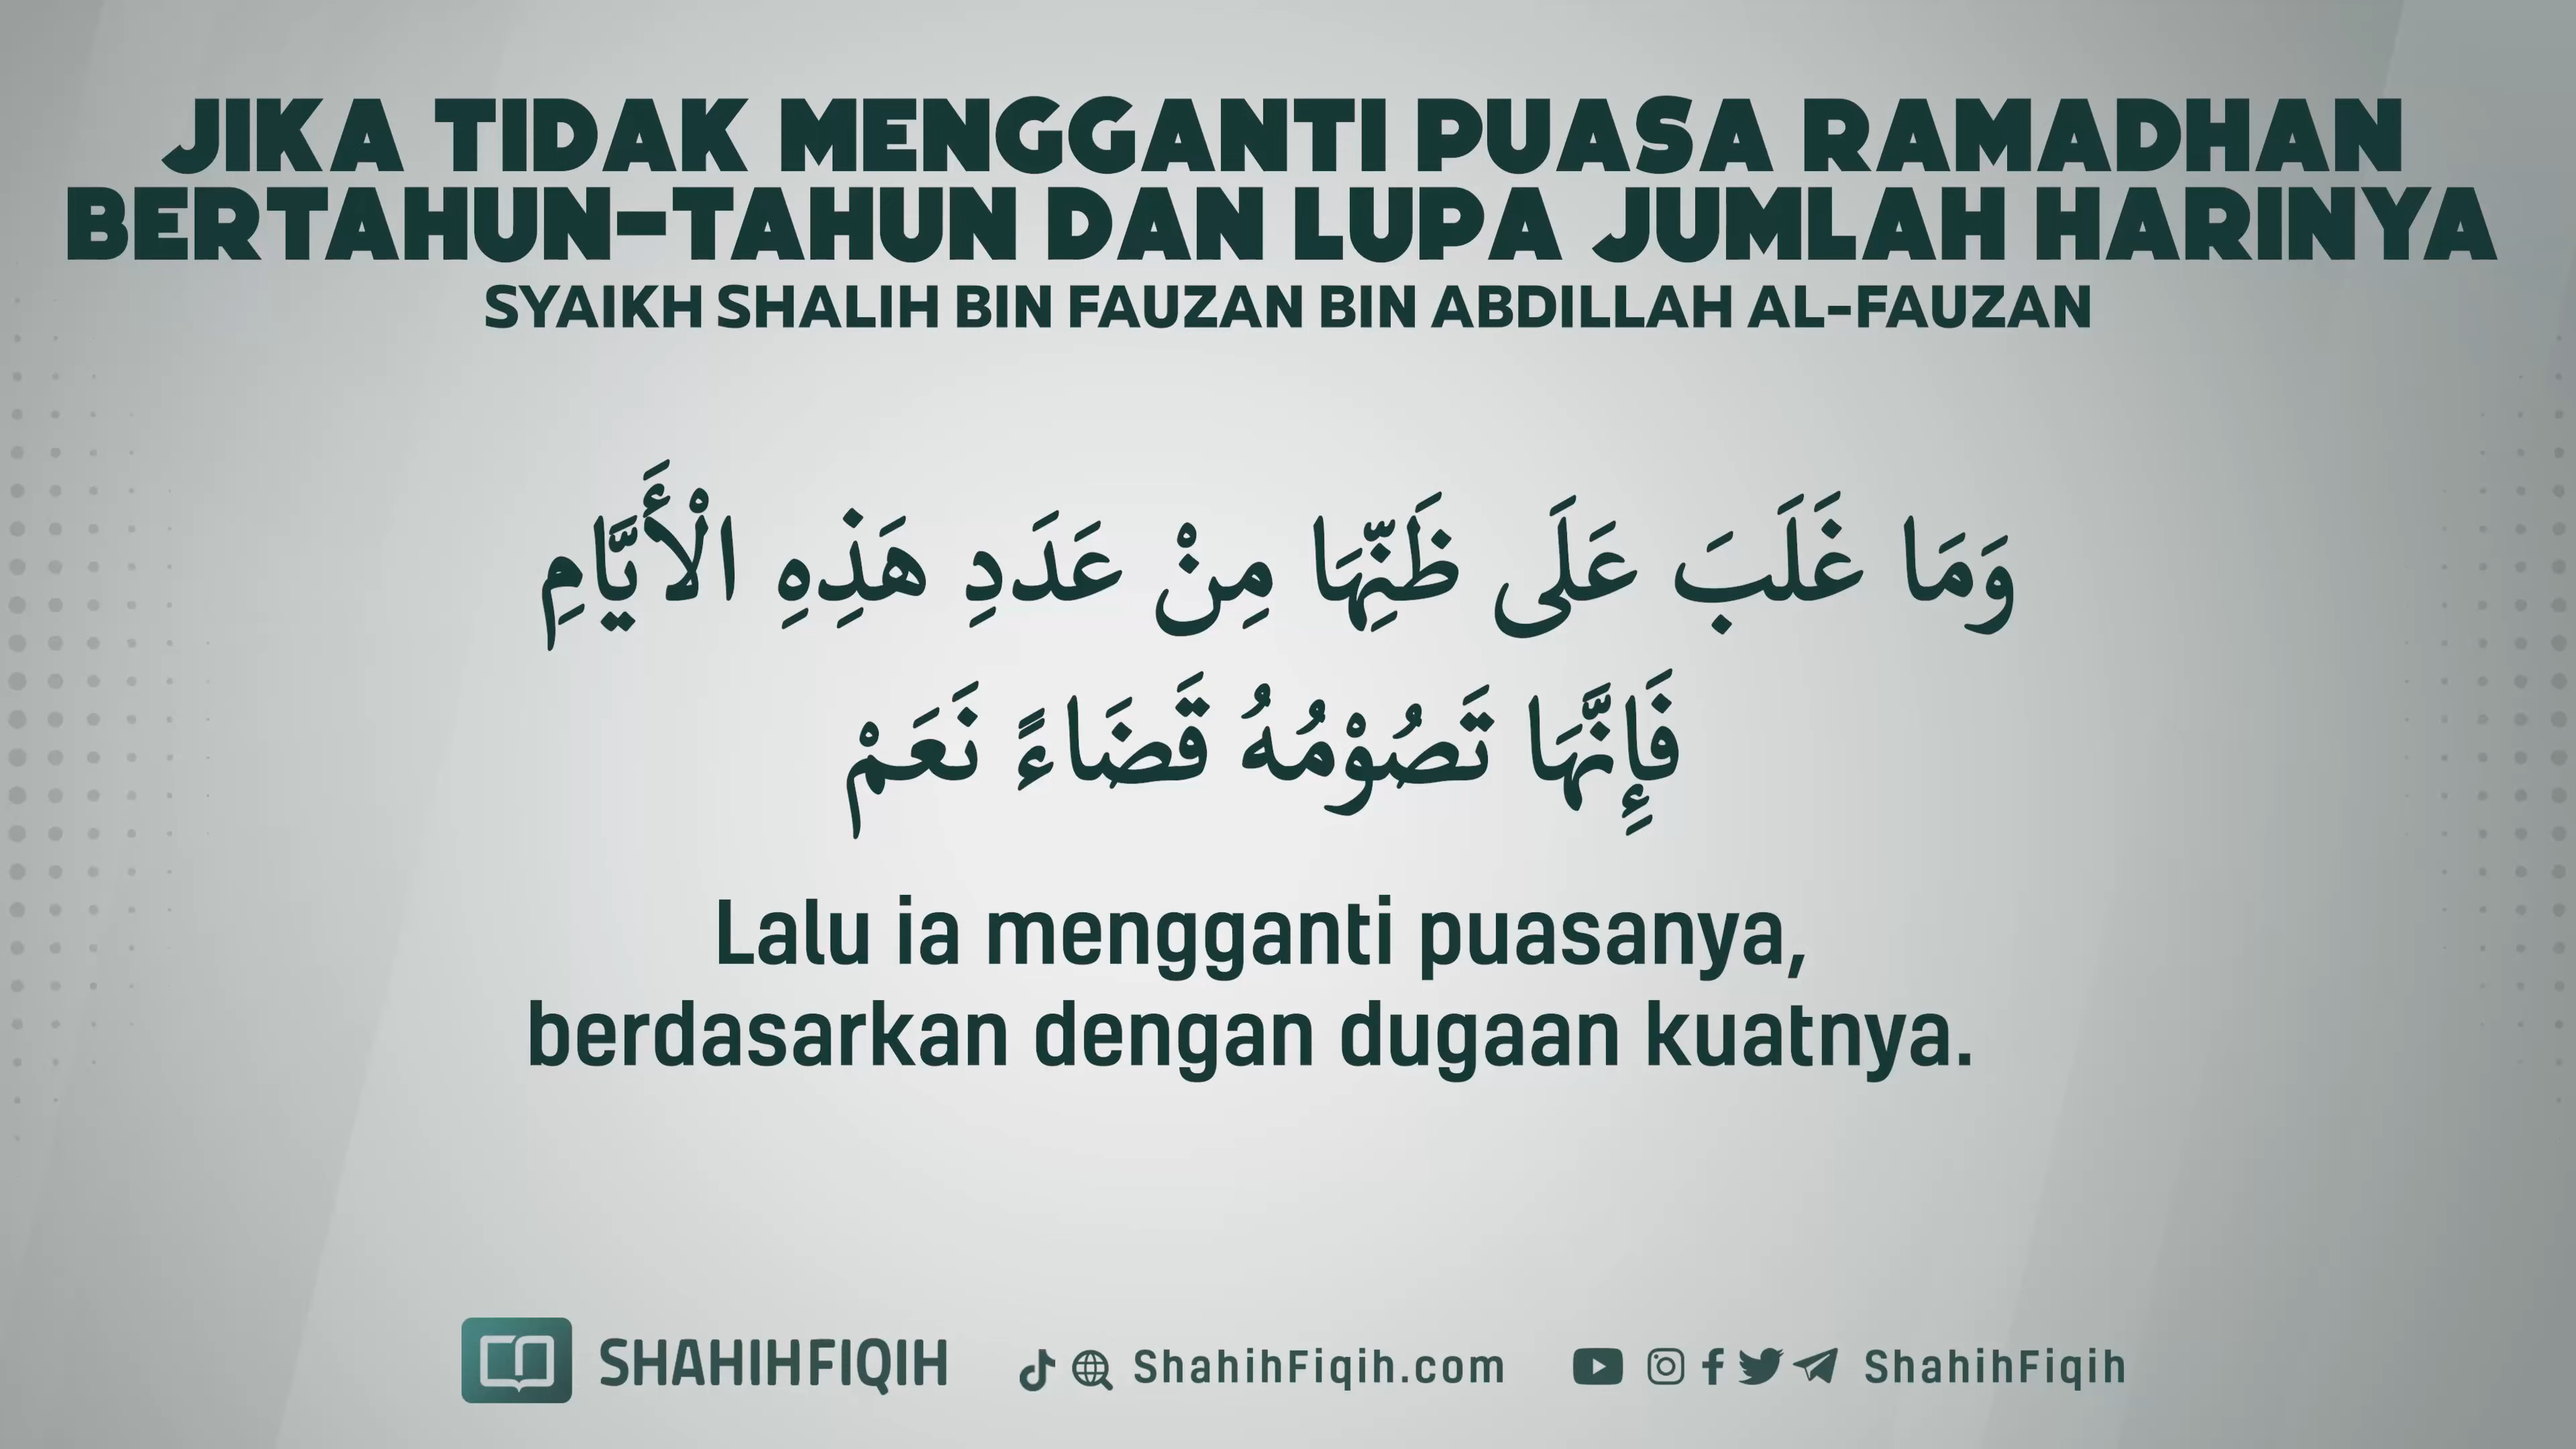 JIKA TIDAK MENGGANTI PUASA RAMADHAN
BERTAHUN-TAHUN DAN LUPA JUMLAH HARINYA
SYAIKH SHALIH BIN FAUZAN BIN ABDILLAH AL-FAUZAN
وَمَا غَلَبَ عَلَى ظَنِّهَا مِنْ عَدَدِ هَذِهِ الْأَيَّامِ
فَإِنَّهَا تَصُوْمُهُ قَضَاءً نَعَمْ
Lalu ia mengganti puasanya,
berdasarkan dengan dugaan kuatnya.
SHAHIHFIQIH ShahihFiqih.com ShahihFiqih